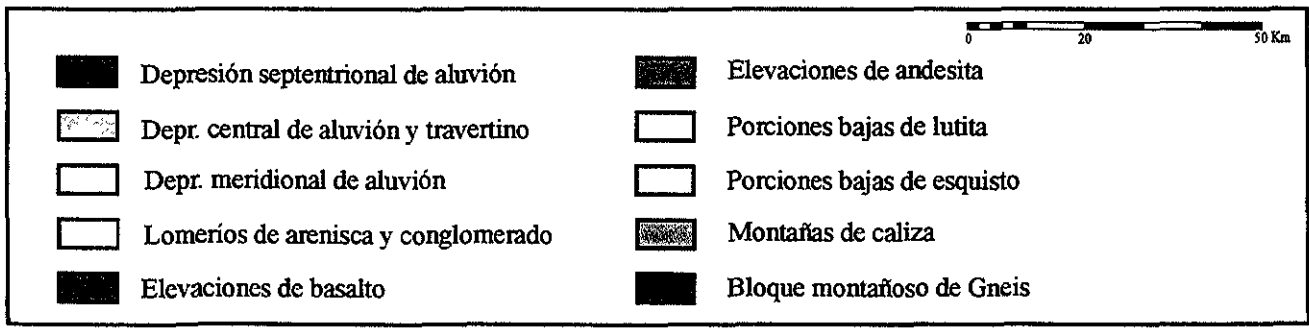 0 20 50 Km
Depresión septentrional de aluvión
Depr. central de aluvión y travertino
Depr. meridional de aluvión
Lomeríos de arenisca y conglomerado
Elevaciones de basalto
Elevaciones de andesita
Porciones bajas de lutita
Porciones bajas de esquisto
Montañas de caliza
Bloque montañoso de Gneis